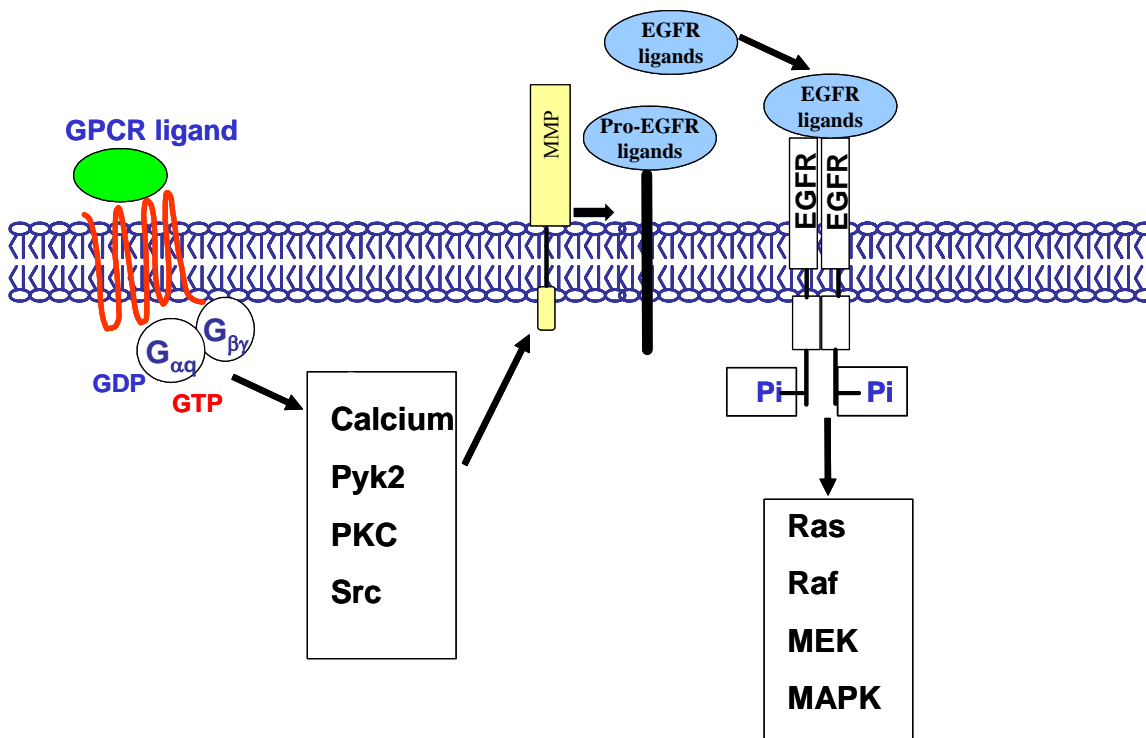 EGFR
ligands
EGFR
ligands
MMP
Pro-EGFR
ligands
GPCR ligand
EGFR
EGFR
Gαq
Gβγ
GDP
GTP
Calcium
Pyk2
PKC
Src
Pi
Pi
Ras
Raf
MEK
MAPK